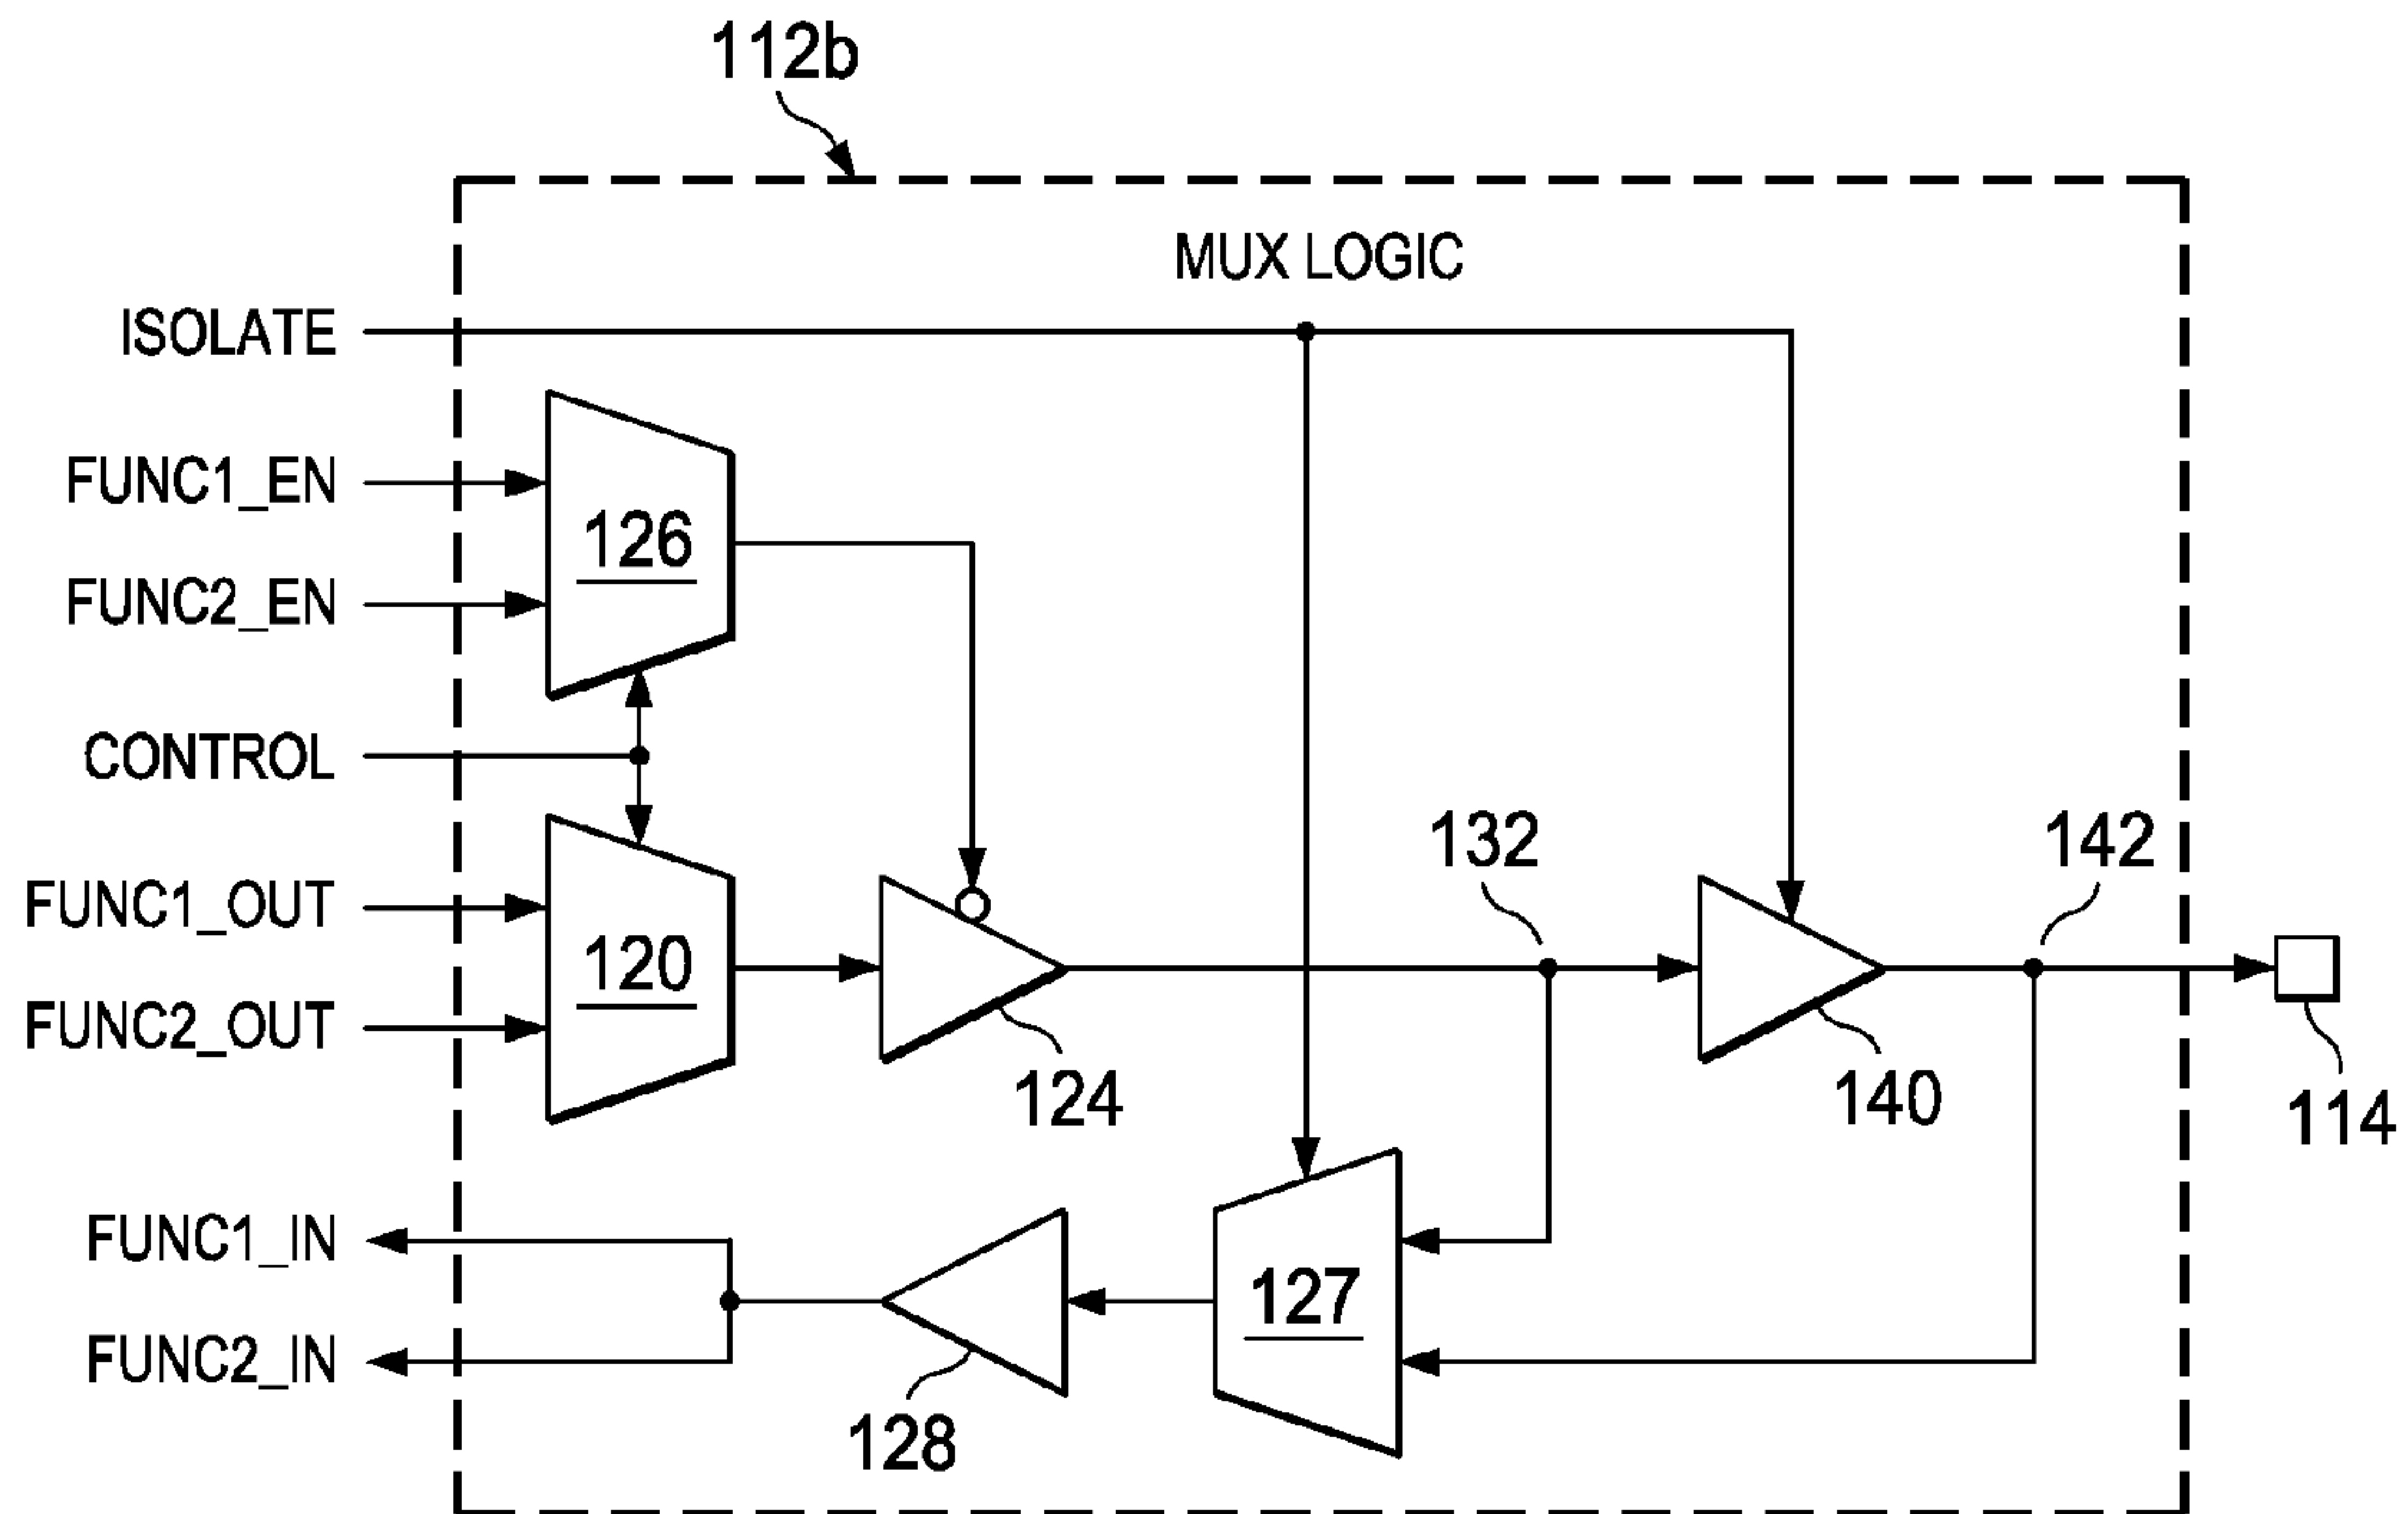 112b
MUX LOGIC
ISOLATE
FUNC1_EN
126
FUNC2_EN
CONTROL
132
142
FUNC1_OUT
120
FUNC2_OUT
124
140
114
FUNC1_IN
127
FUNC2_IN
128